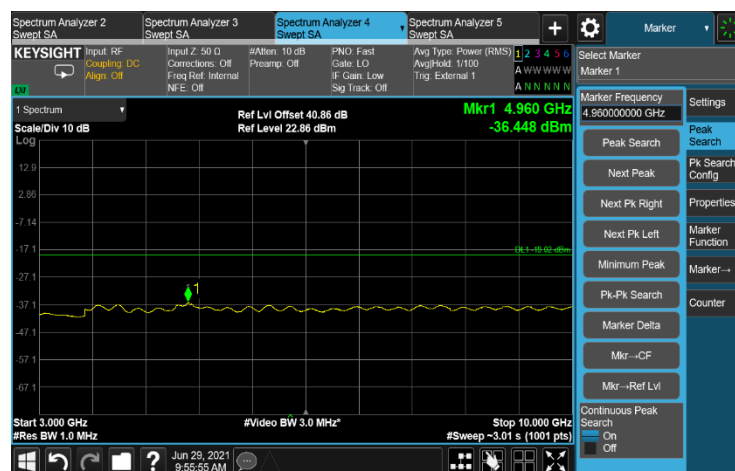 Spectrum Analyzer 2
Swept SA
Spectrum Analyzer 3
Swept SA
Spectrum Analyzer 4
Swept SA
Spectrum Analyzer 5
Swept SA
+
Marker
KEYSIGHT
Input: RF
Coupling: DC
Align: Off
LXI
Input Z: 50 Ω
Corrections: Off
Freq Ref: Internal
NFE: Off
#Atten: 10 dB
Preamp: Off
PNO: Fast
Gate: LO
IF Gain: Low
Sig Track: Off
Avg Type: Power (RMS)
Avg|Hold: 1/100
Trig: External 1
1 2 3 4 5 6
A W W W W W
A N N N N N
Select Marker
Marker 1
1 Spectrum
Scale/Div 10 dB
Log
Ref Lvl Offset 40.86 dB
Ref Level 22.86 dBm
Mkr1 4.960 GHz
-36.448 dBm
12.9
2.86
-7.14
-17.1
-27.1
-37.1
-47.1
-57.1
-67.1
DL1 -19.02 dBm
1
Start 3.000 GHz
#Res BW 1.0 MHz
#Video BW 3.0 MHz*
Stop 10.000 GHz
#Sweep ~3.01 s (1001 pts)
Marker Frequency
4.960000000 GHz
Peak Search
Next Peak
Next Pk Right
Next Pk Left
Minimum Peak
Pk-Pk Search
Marker Delta
Mkr→CF
Mkr→Ref Lvl
Continuous Peak
Search
On
Off
Settings
Peak
Search
Pk Search
Config
Properties
Marker
Function
Marker→
Counter
?
Jun 29, 2021
9:55:55 AM